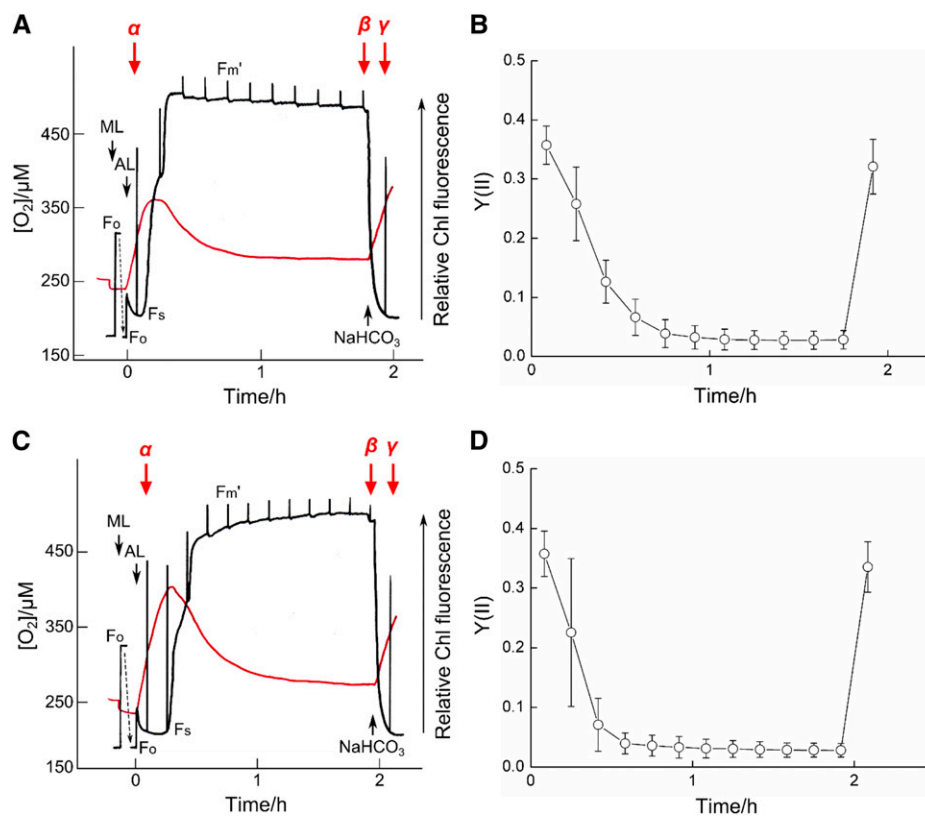 A
α
β
γ
Fm'
ML
AL
Fo
Fo
Fs
NaHCO3
450
350
250
150
[O2]/µM
Relative Chl fluorescence
0
1
2
Time/h
B
0.5
0.4
0.3
0.2
0.1
0.0
Y(II)
0
1
2
Time/h
C
α
β
γ
Fm'
ML
AL
Fo
Fo
Fs
NaHCO3
450
350
250
150
[O2]/µM
Relative Chl fluorescence
0
1
2
Time/h
D
0.5
0.4
0.3
0.2
0.1
0.0
Y(II)
0
1
2
Time/h